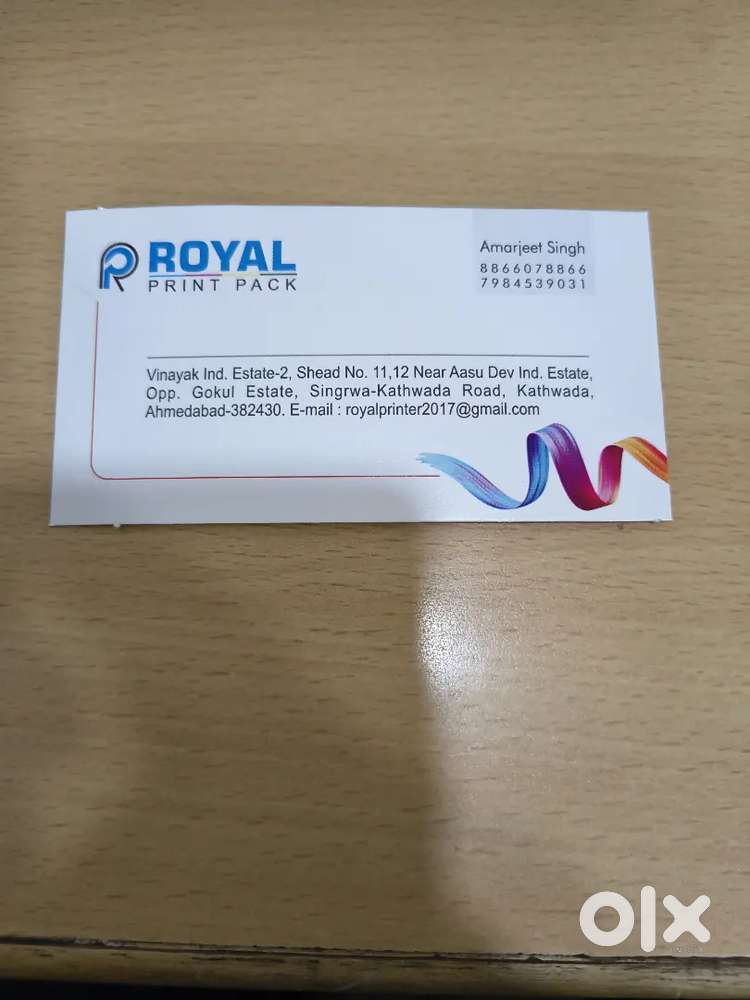 ROYAL
PRINT PACK
Amarjeet Singh
8866078866
7984539031
Vinayak Ind. Estate-2, Shead No. 11,12 Near Aasu Dev Ind. Estate,
Opp. Gokul Estate, Singrwa-Kathwada Road, Kathwada,
Ahmedabad-382430. E-mail : royalprinter2017@gmail.com
olx